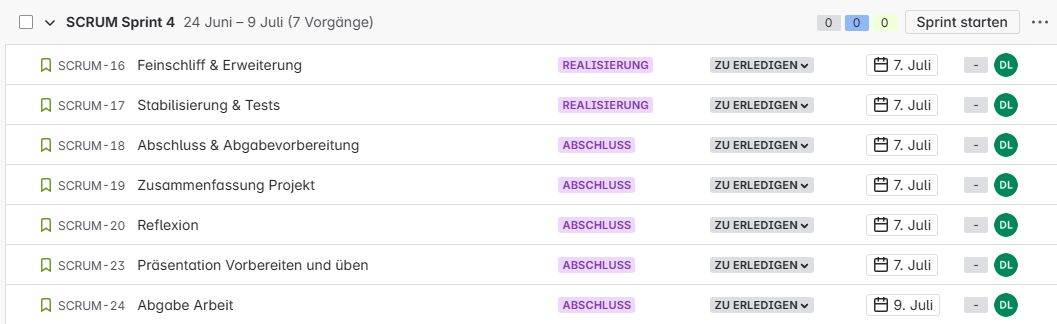 SCRUM Sprint 4 24 Juni – 9 Juli (7 Vorgänge) 0 0 0 Sprint starten
SCRUM-16 Feinschliff & Erweiterung REALISIERUNG ZU ERLEDIGEN 7. Juli - DL
SCRUM-17 Stabilisierung & Tests REALISIERUNG ZU ERLEDIGEN 7. Juli - DL
SCRUM-18 Abschluss & Abgabevorbereitung ABSCHLUSS ZU ERLEDIGEN 7. Juli - DL
SCRUM-19 Zusammenfassung Projekt ABSCHLUSS ZU ERLEDIGEN 7. Juli - DL
SCRUM-20 Reflexion ABSCHLUSS ZU ERLEDIGEN 7. Juli - DL
SCRUM-23 Präsentation Vorbereiten und üben ABSCHLUSS ZU ERLEDIGEN 7. Juli - DL
SCRUM-24 Abgabe Arbeit ABSCHLUSS ZU ERLEDIGEN 9. Juli - DL